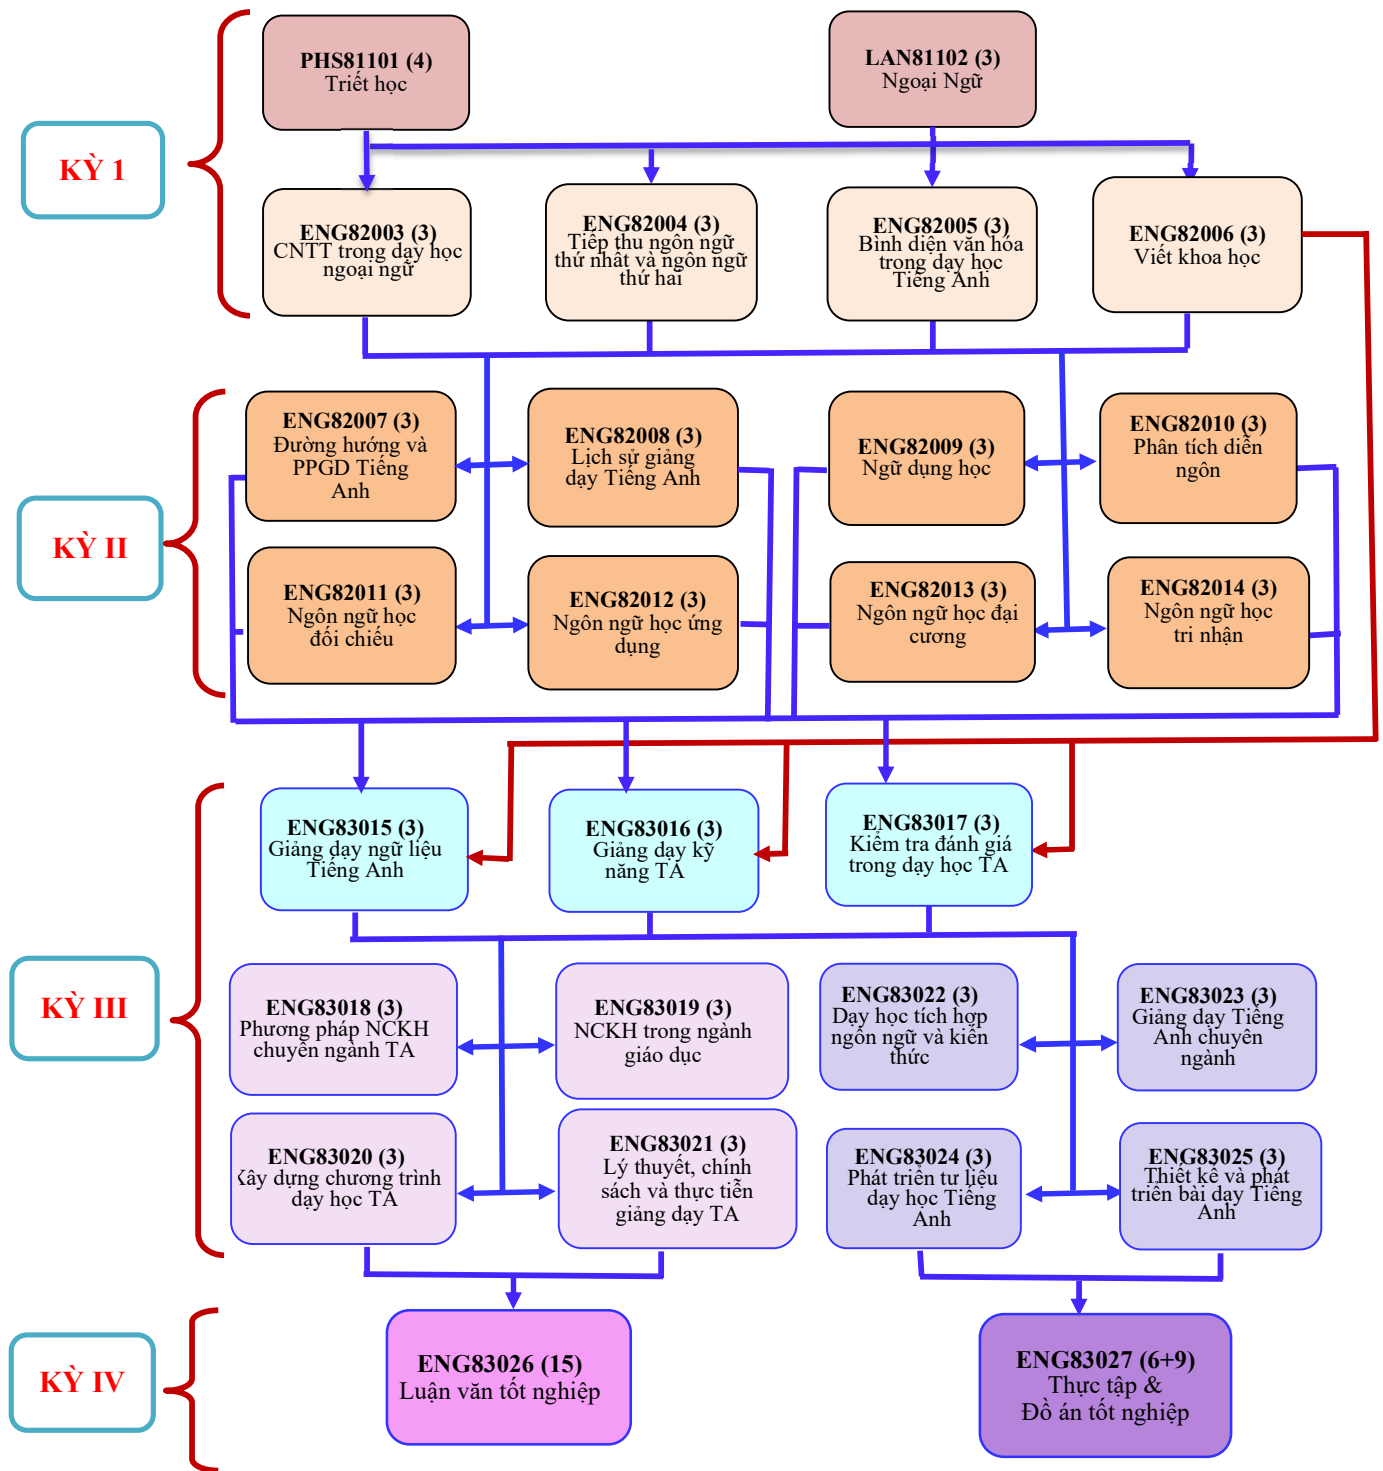 KỲ 1
PHS81101 (4)
Triết học
LAN81102 (3)
Ngoại Ngữ
ENG82003 (3)
CNTT trong dạy học
ngoại ngữ
ENG82004 (3)
Tiếp thu ngôn ngữ
thứ nhất và ngôn ngữ
thứ hai
ENG82005 (3)
Bình diện văn hóa
trong dạy học
Tiếng Anh
ENG82006 (3)
Viết khoa học
KỲ II
ENG82007 (3)
Đường hướng và
PPGD Tiếng
Anh
ENG82008 (3)
Lịch sử giảng
dạy Tiếng Anh
ENG82009 (3)
Ngữ dụng học
ENG82010 (3)
Phân tích diễn
ngôn
ENG82011 (3)
Ngôn ngữ học
đối chiếu
ENG82012 (3)
Ngôn ngữ học ứng
dụng
ENG82013 (3)
Ngôn ngữ học đại
cương
ENG82014 (3)
Ngôn ngữ học
tri nhận
KỲ III
ENG83015 (3)
Giảng dạy ngữ liệu
Tiếng Anh
ENG83016 (3)
Giảng dạy kỹ
năng TA
ENG83017 (3)
Kiểm tra đánh giá
trong dạy học TA
ENG83018 (3)
Phương pháp NCKH
chuyên ngành TA
ENG83019 (3)
NCKH trong ngành
giáo dục
ENG83022 (3)
Dạy học tích hợp
ngôn ngữ và kiến
thức
ENG83023 (3)
Giảng dạy Tiếng
Anh chuyên
ngành
ENG83020 (3)
Xây dựng chương trình
dạy học TA
ENG83021 (3)
Lý thuyết, chính
sách và thực tiễn
giảng dạy TA
ENG83024 (3)
Phát triển tư liệu
dạy học Tiếng
Anh
ENG83025 (3)
Thiết kế và phát
triển bài dạy Tiếng
Anh
KỲ IV
ENG83026 (15)
Luận văn tốt nghiệp
ENG83027 (6+9)
Thực tập &
Đồ án tốt nghiệp